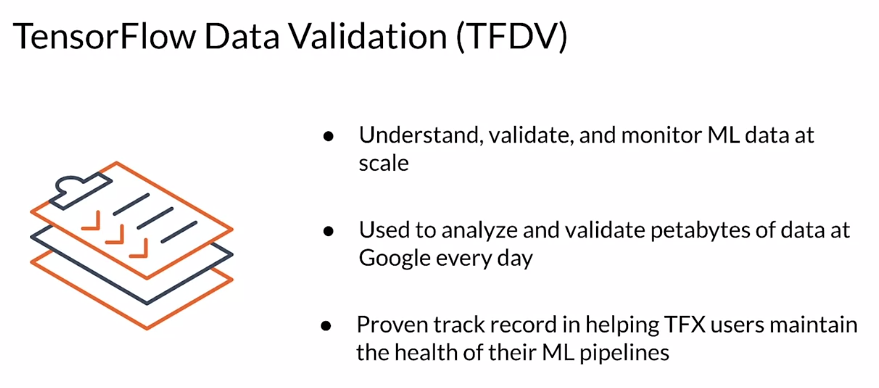 TensorFlow Data Validation (TFDV)
● Understand, validate, and monitor ML data at
scale
● Used to analyze and validate petabytes of data at
Google every day
● Proven track record in helping TFX users maintain
the health of their ML pipelines